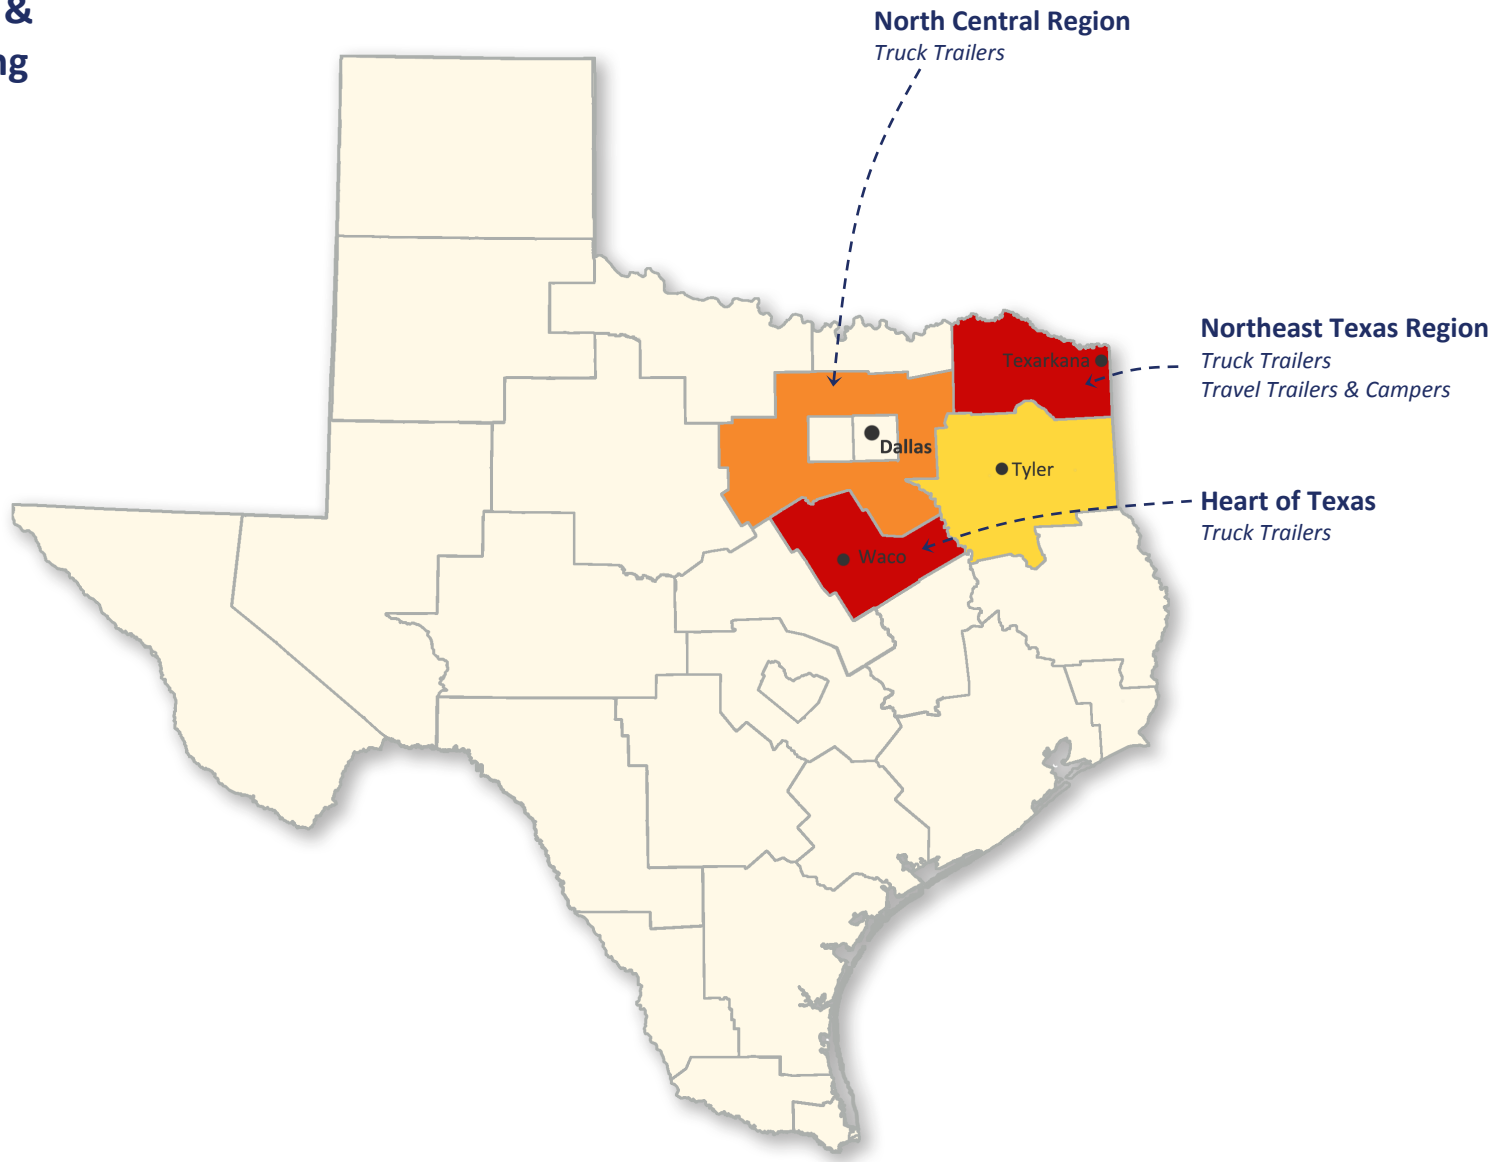 &
ng
North Central Region
Truck Trailers
Northeast Texas Region
Truck Trailers
Travel Trailers & Campers
Texarkana
Dallas
Tyler
Heart of Texas
Truck Trailers
Waco